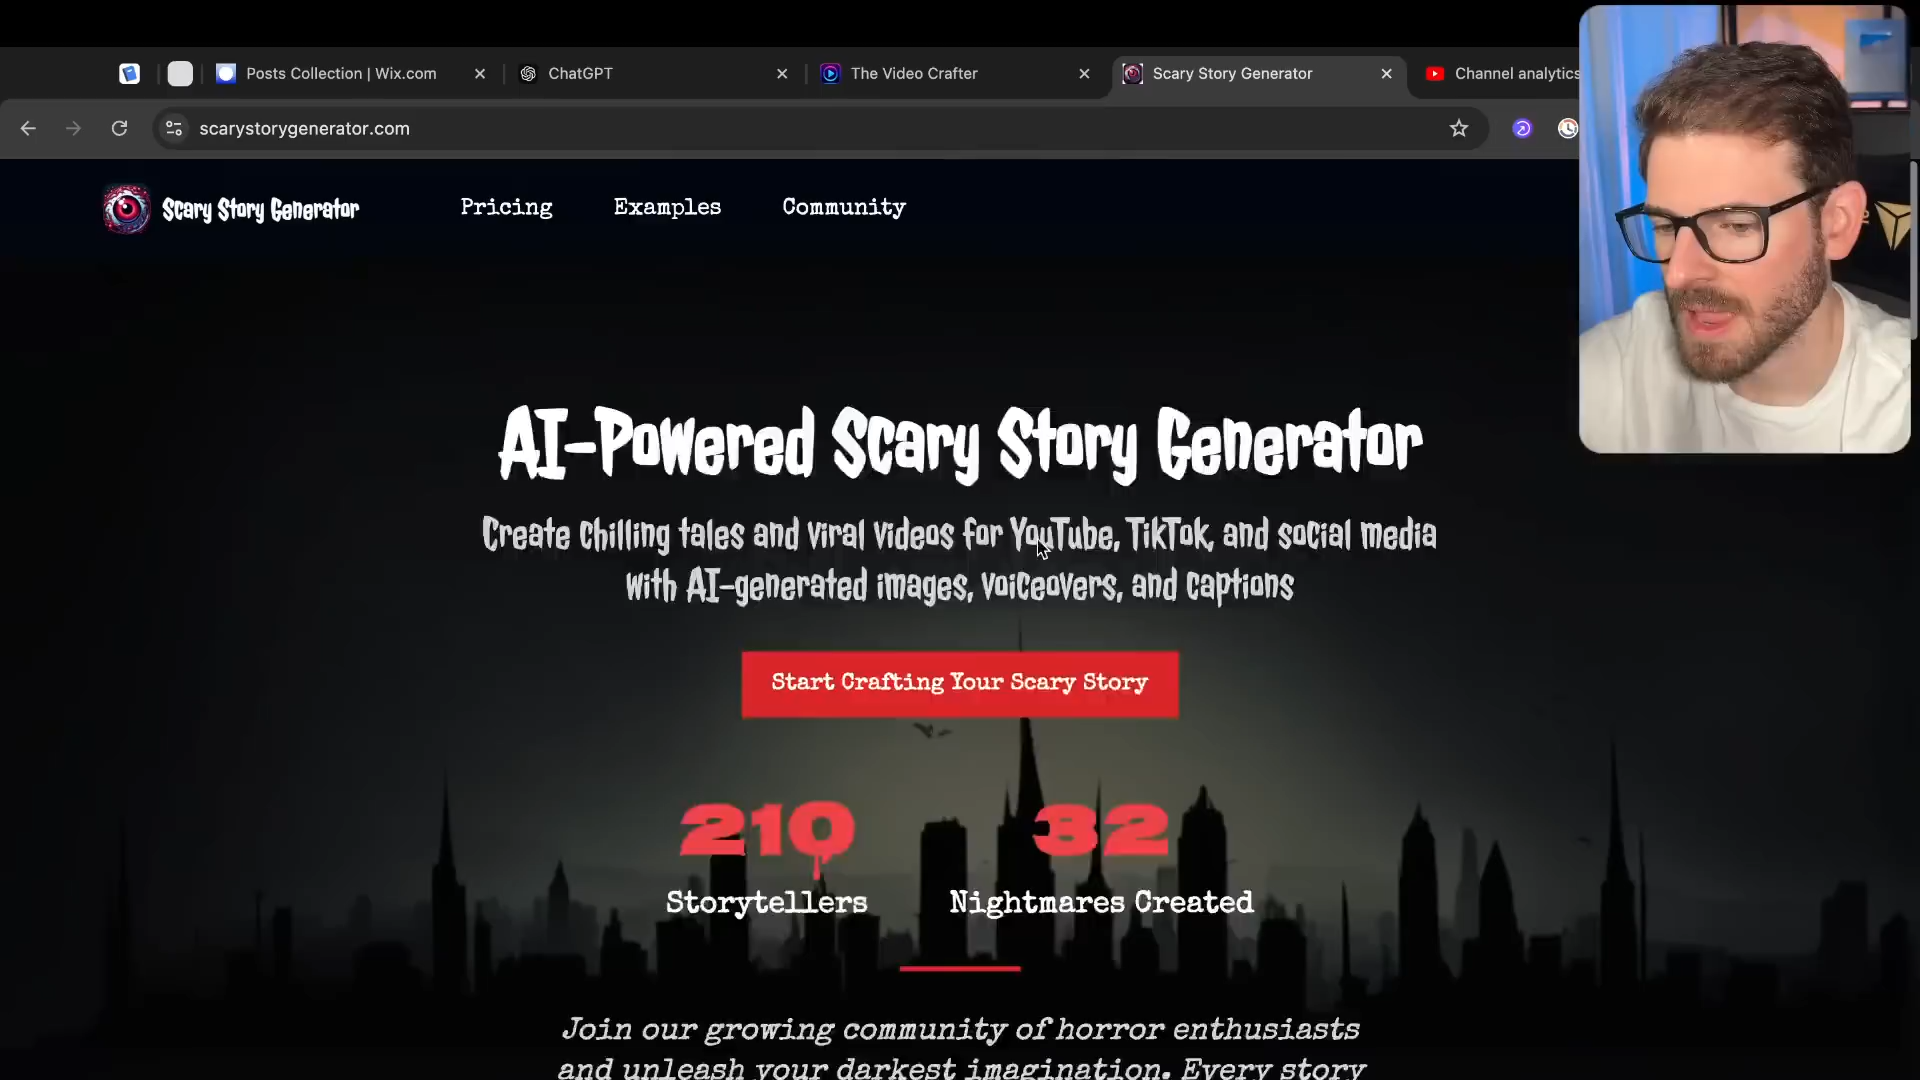 Posts Collection | Wix.com
ChatGPT
The Video Crafter
Scary Story Generator
Channel analytics
scarystorygenerator.com
Scary Story Generator
Pricing
Examples
Community
AI-Powered Scary Story Generator
Create chilling tales and viral videos for YouTube, TikTok, and social media
with AI-generated images, voiceovers, and captions
Start Crafting Your Scary Story
210
32
Storytellers
Nightmares Created
Join our growing community of horror enthusiasts
and unleash your darkest imagination. Every story